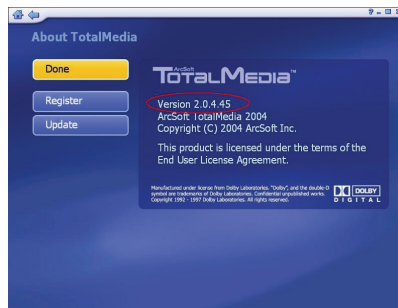 About TotalMedia
Done
Register
Update
ArcSoft
TOTALMEDIA™
Version 2.0.4.45
ArcSoft TotalMedia 2004
Copyright (C) 2004 ArcSoft Inc.
This product is licensed under the terms of the
End User License Agreement.
Manufactured under license from Dolby Laboratories. "Dolby", and the double-D
symbol are trademarks of Dolby Laboratories. Confidential unpublished works.
Copyright 1992 - 1997 Dolby Laboratories. All rights reserved.
DOLBY
DIGITAL